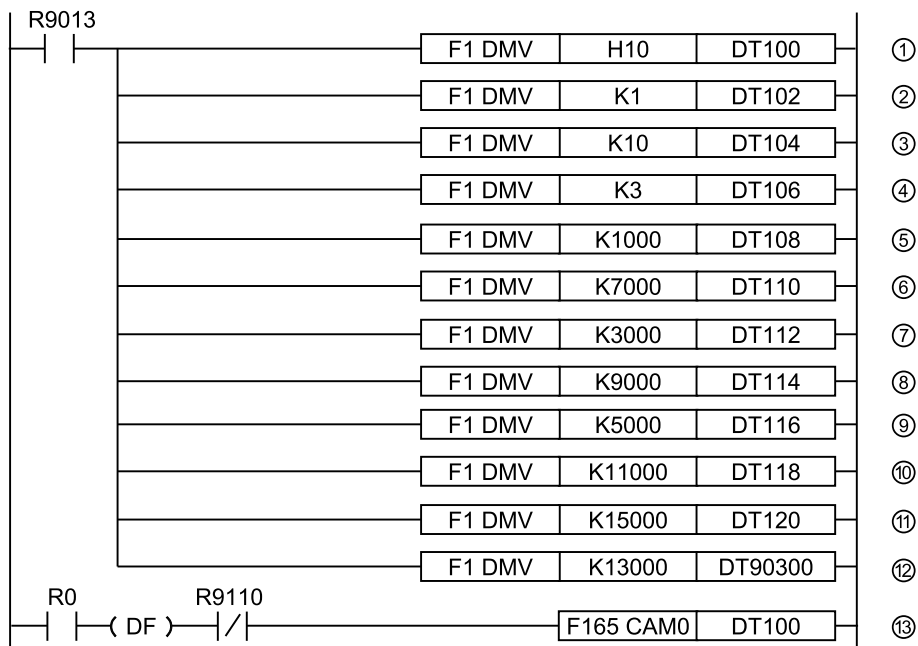 R9013
F1 DMV H10 DT100 ①
F1 DMV K1 DT102 ②
F1 DMV K10 DT104 ③
F1 DMV K3 DT106 ④
F1 DMV K1000 DT108 ⑤
F1 DMV K7000 DT110 ⑥
F1 DMV K3000 DT112 ⑦
F1 DMV K9000 DT114 ⑧
F1 DMV K5000 DT116 ⑨
F1 DMV K11000 DT118 ⑩
F1 DMV K15000 DT120 ⑪
F1 DMV K13000 DT90300 ⑫
R0 R9110
( DF ) F165 CAM0 DT100 ⑬